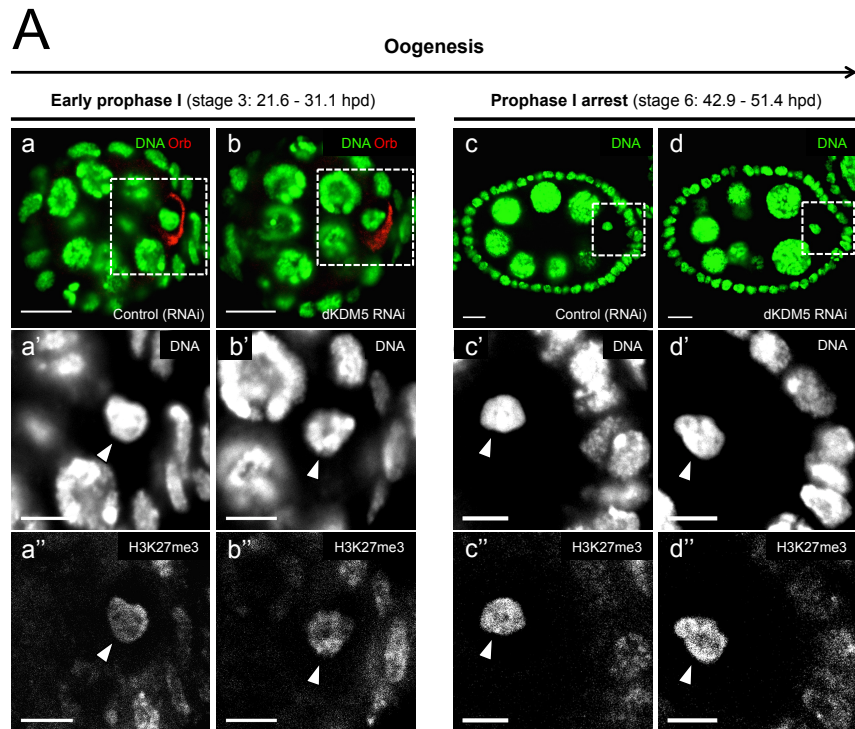 A
Oogenesis
Early prophase I (stage 3: 21.6 - 31.1 hpd)
Prophase I arrest (stage 6: 42.9 - 51.4 hpd)
a DNA Orb
Control (RNAi)
b DNA Orb
dKDM5 RNAi
c DNA
Control (RNAi)
d DNA
dKDM5 RNAi
a' DNA
b' DNA
c' DNA
d' DNA
a'' H3K27me3
b'' H3K27me3
c'' H3K27me3
d'' H3K27me3